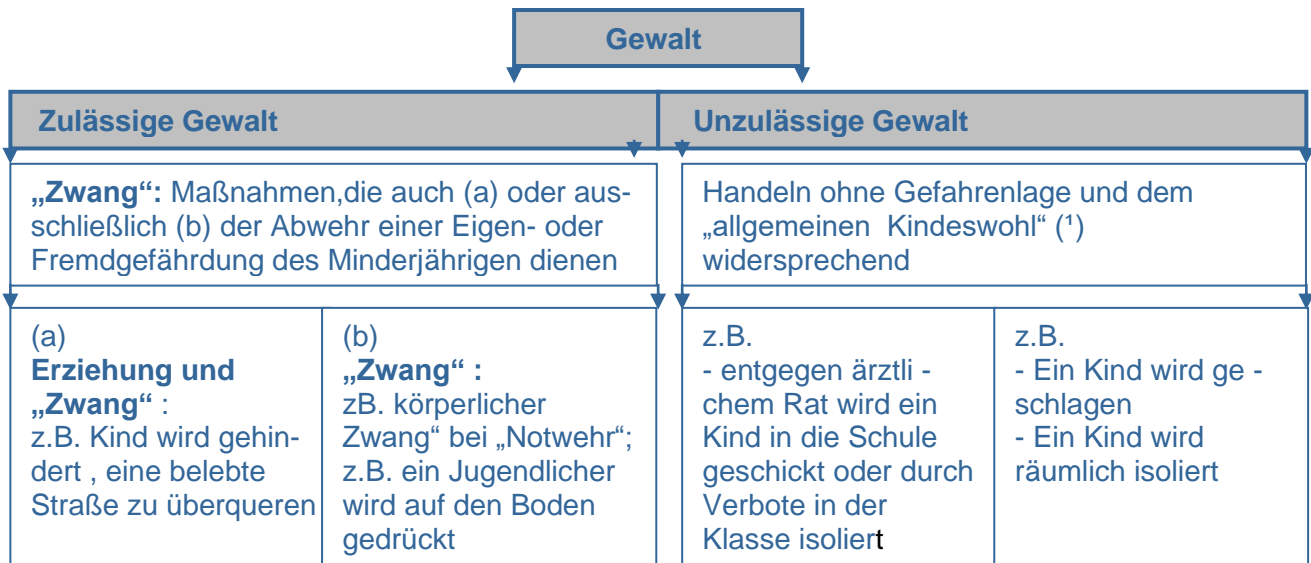 Gewalt
Zulässige Gewalt
Unzulässige Gewalt
„Zwang“: Maßnahmen,die auch (a) oder aus-
schließlich (b) der Abwehr einer Eigen- oder
Fremdgefährdung des Minderjährigen dienen
Handeln ohne Gefahrenlage und dem
„allgemeinen Kindeswohl“ (¹)
widersprechend
(a)
Erziehung und
„Zwang“ :
z.B. Kind wird gehin-
dert , eine belebte
Straße zu überqueren
(b)
„Zwang“ :
zB. körperlicher
Zwang“ bei „Notwehr“;
z.B. ein Jugendlicher
wird auf den Boden
gedrückt
z.B.
- entgegen ärztli -
chem Rat wird ein
Kind in die Schule
geschickt oder durch
Verbote in der
Klasse isoliert
z.B.
- Ein Kind wird ge -
schlagen
- Ein Kind wird
räumlich isoliert